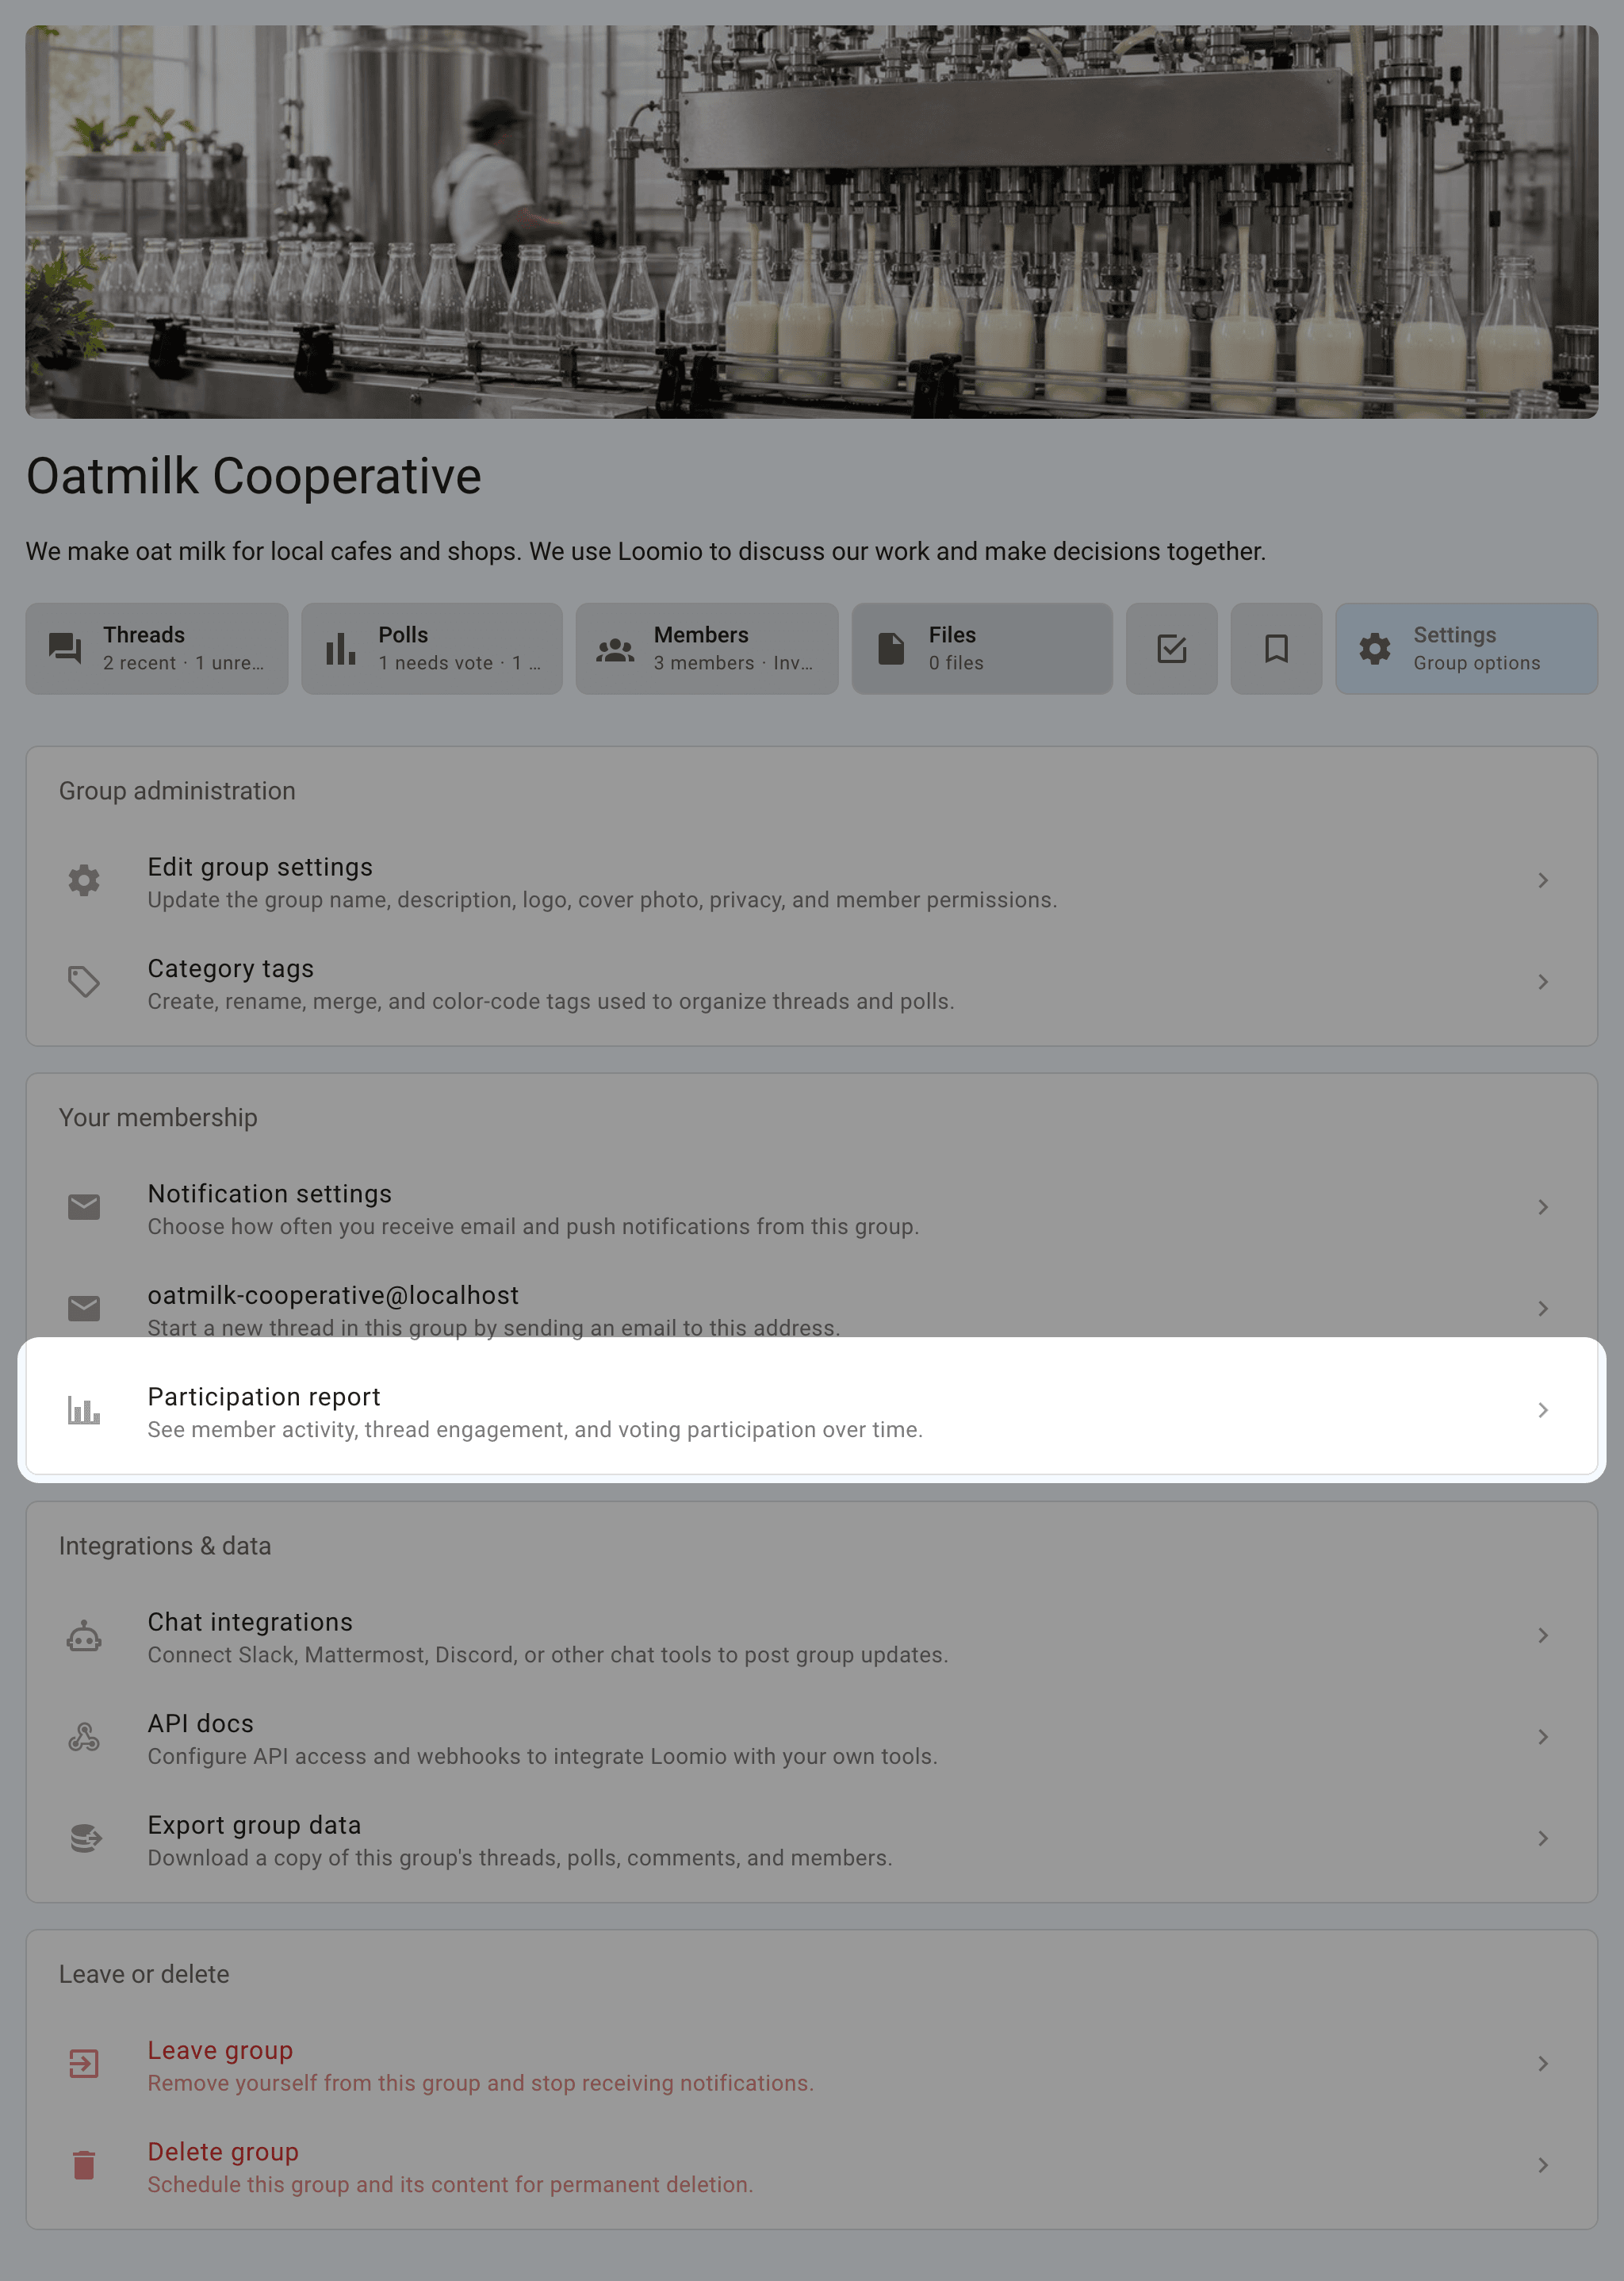 Oatmilk Cooperative
We make oat milk for local cafes and shops. We use Loomio to discuss our work and make decisions together.
Threads
2 recent · 1 unre…
Polls
1 needs vote · 1 …
Members
3 members · Inv…
Files
0 files
Settings
Group options
Group administration
Edit group settings
Update the group name, description, logo, cover photo, privacy, and member permissions.
Category tags
Create, rename, merge, and color-code tags used to organize threads and polls.
Your membership
Notification settings
Choose how often you receive email and push notifications from this group.
oatmilk-cooperative@localhost
Start a new thread in this group by sending an email to this address.
Participation report
See member activity, thread engagement, and voting participation over time.
Integrations & data
Chat integrations
Connect Slack, Mattermost, Discord, or other chat tools to post group updates.
API docs
Configure API access and webhooks to integrate Loomio with your own tools.
Export group data
Download a copy of this group's threads, polls, comments, and members.
Leave or delete
Leave group
Remove yourself from this group and stop receiving notifications.
Delete group
Schedule this group and its content for permanent deletion.